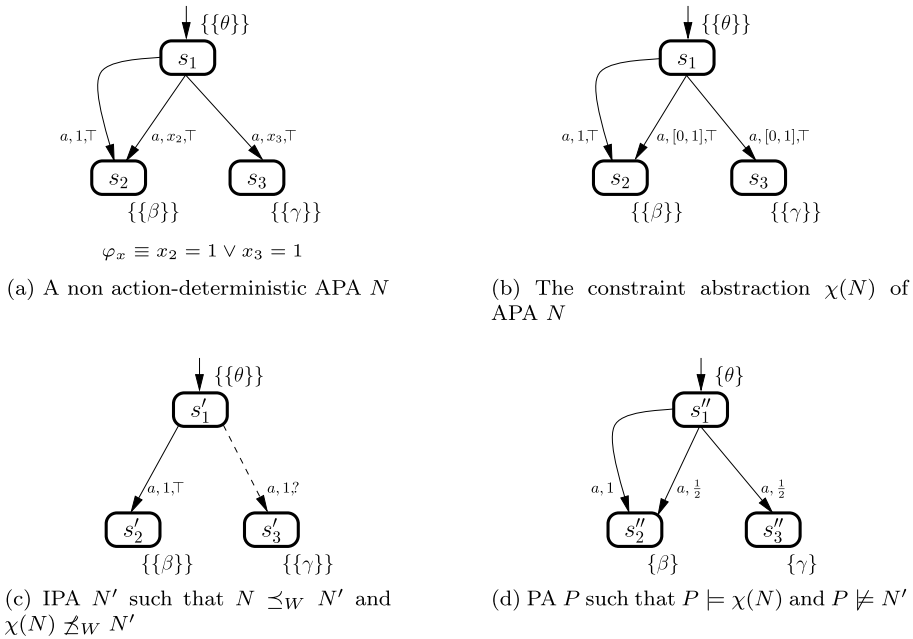 {{θ}} {{θ}}
s₁ s₁
a, 1,⊤ a, x₂,⊤ a, x₃,⊤ a, 1,⊤ a, [0, 1],⊤ a, [0, 1],⊤
s₂ s₃ s₂ s₃
{{β}} {{γ}} {{β}} {{γ}}
φₓ ≡ x₂ = 1 ∨ x₃ = 1
(a) A non action-deterministic APA N
(b) The constraint abstraction χ(N) of
APA N
{{θ}} {θ}
s′₁ s″₁
a, 1,⊤ a, 1,? a, 1 a, ½ a, ½
s′₂ s′₃ s″₂ s″₃
{{β}} {{γ}} {β} {γ}
(c) IPA N′ such that N ⪯_W N′ and
χ(N) ⪯̸_W N′
(d) PA P such that P ⊨ χ(N) and P ⊭ N′